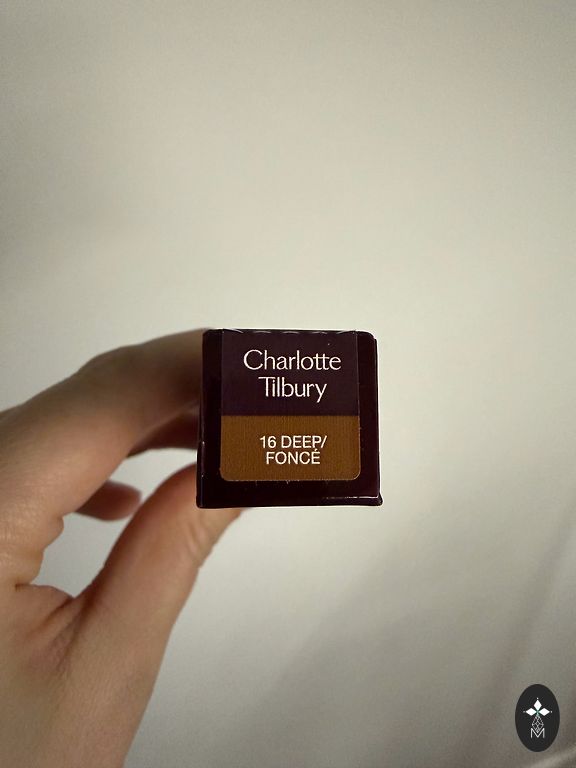 Charlotte
Tilbury
16 DEEP/
FONCÉ
M